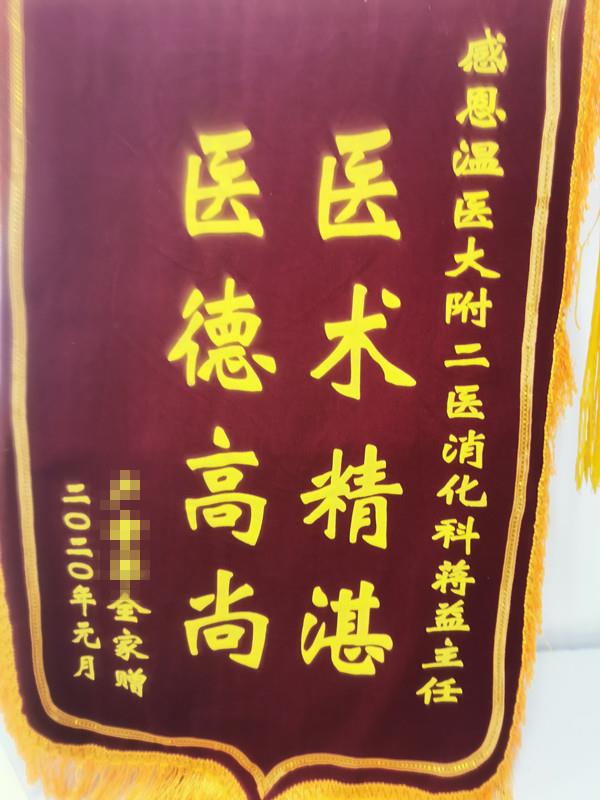 感恩温医大附二医消化科蒋益主任
医术精湛
医德高尚
全家赠
二〇二〇年元月